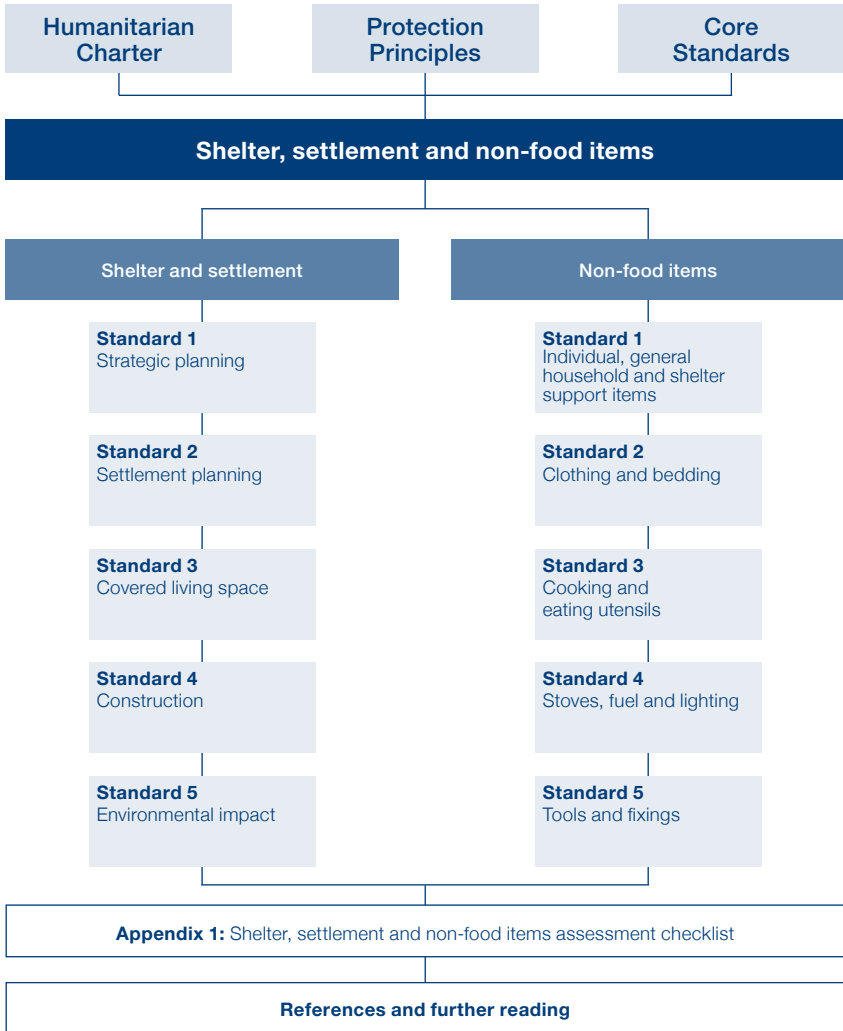 Humanitarian
Charter
Protection
Principles
Core
Standards
Shelter, settlement and non-food items
Shelter and settlement
Standard 1
Strategic planning
Standard 2
Settlement planning
Standard 3
Covered living space
Standard 4
Construction
Standard 5
Environmental impact
Non-food items
Standard 1
Individual, general
household and shelter
support items
Standard 2
Clothing and bedding
Standard 3
Cooking and
eating utensils
Standard 4
Stoves, fuel and lighting
Standard 5
Tools and fixings
Appendix 1: Shelter, settlement and non-food items assessment checklist
References and further reading